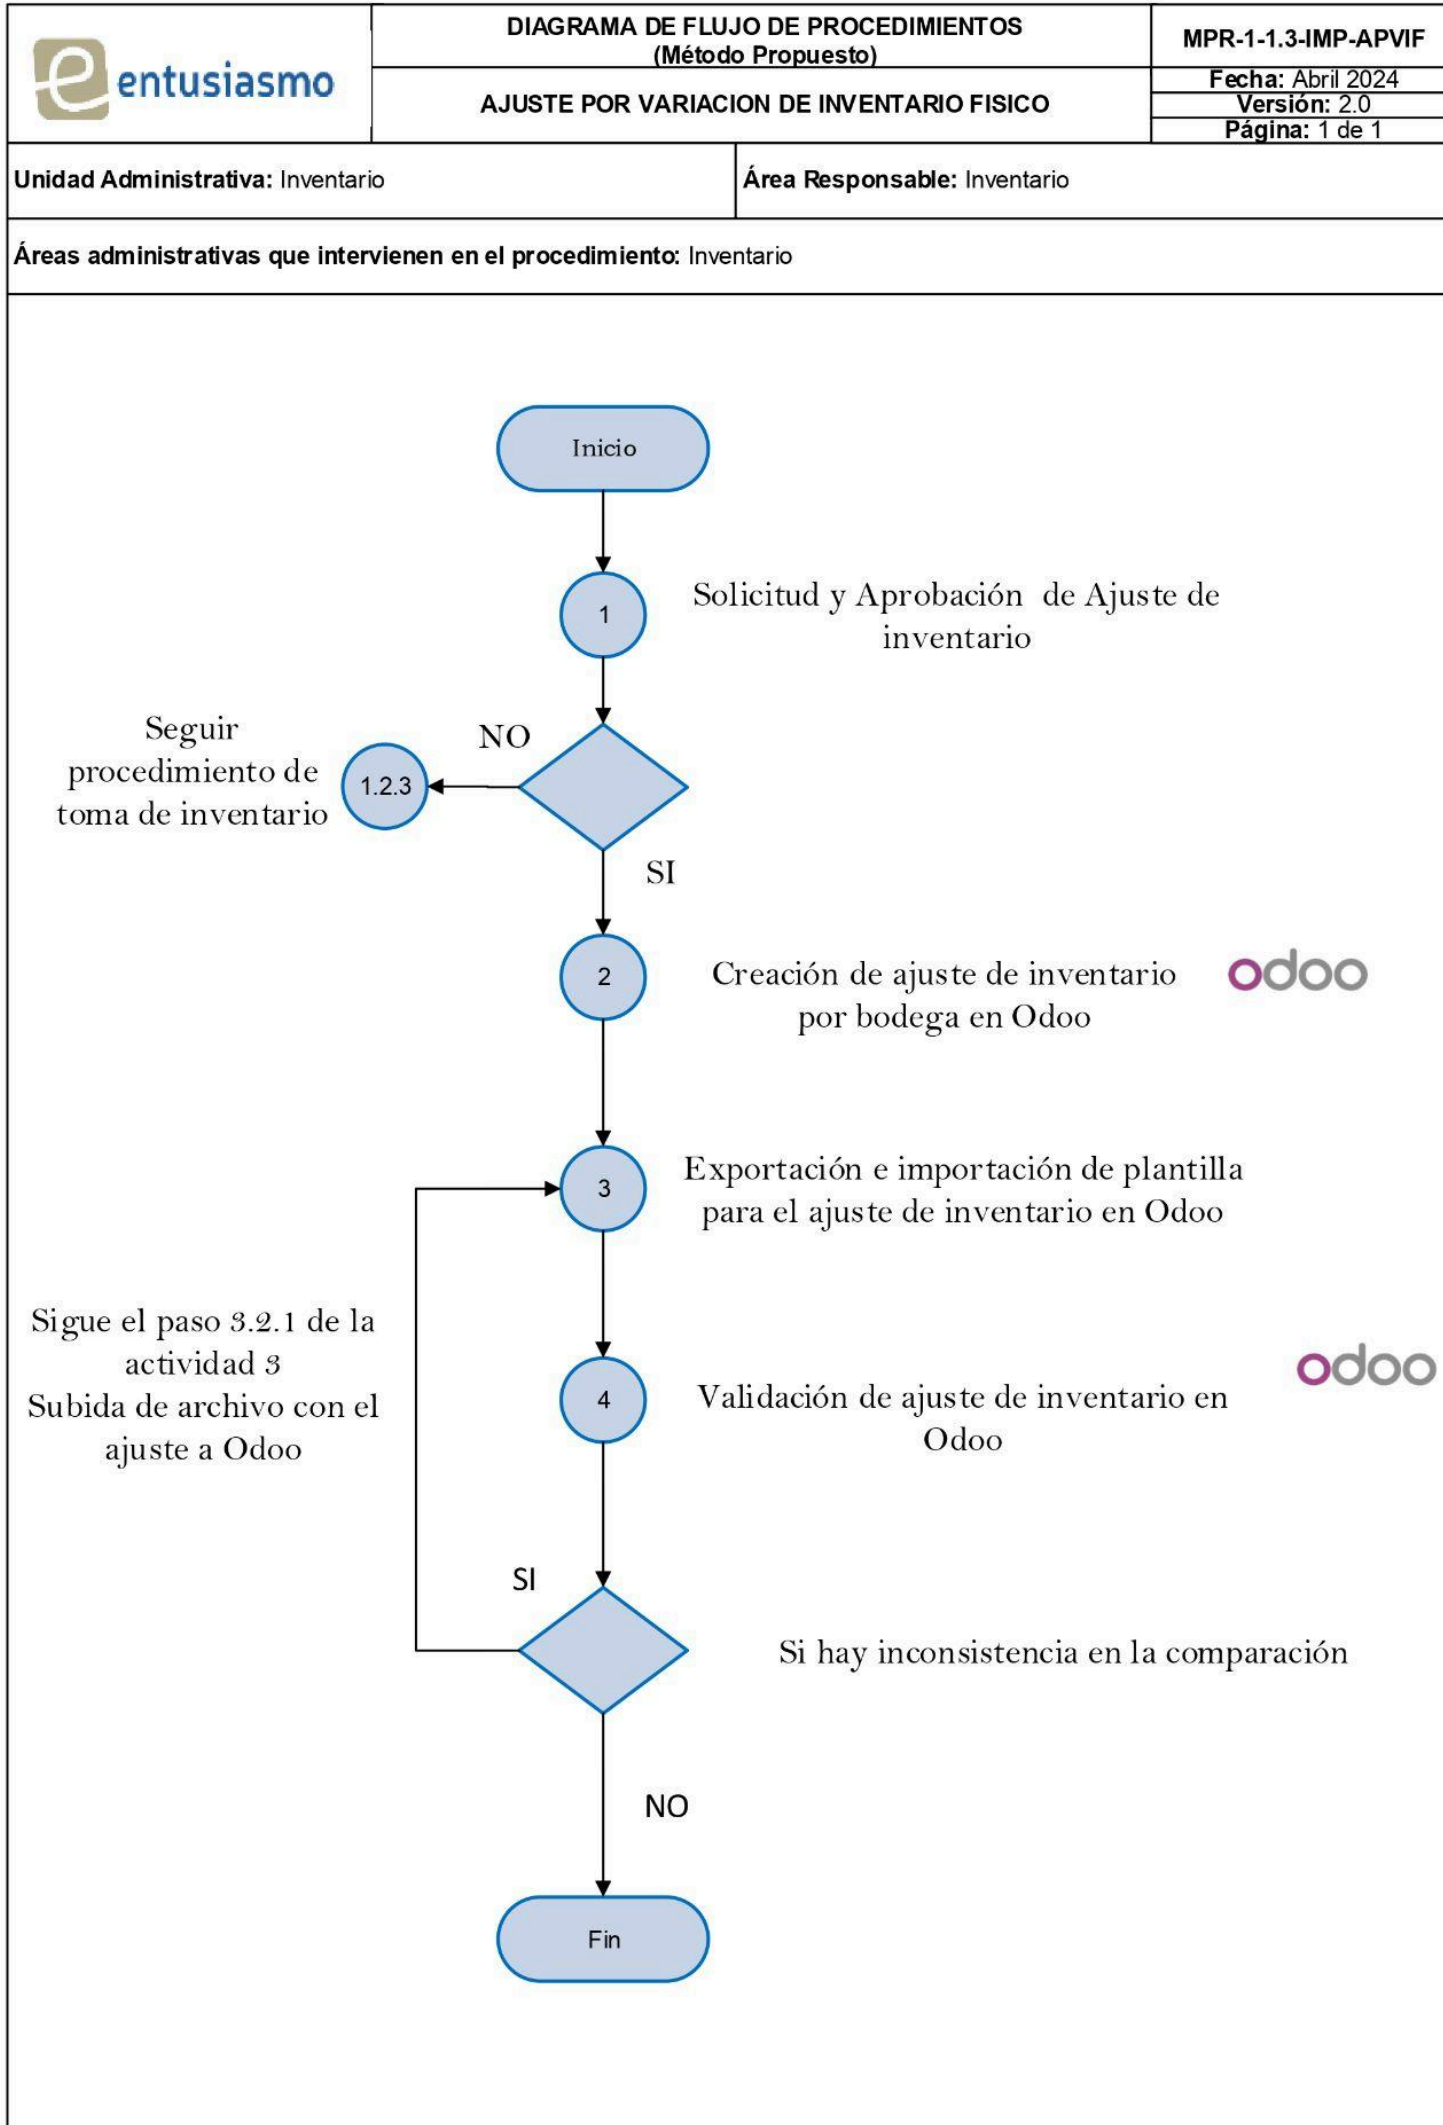 e entusiasmo
DIAGRAMA DE FLUJO DE PROCEDIMIENTOS
(Método Propuesto)
AJUSTE POR VARIACION DE INVENTARIO FISICO
MPR-1-1.3-IMP-APVIF
Fecha: Abril 2024
Versión: 2.0
Página: 1 de 1
Unidad Administrativa: Inventario
Área Responsable: Inventario
Áreas administrativas que intervienen en el procedimiento: Inventario
Inicio
1
Solicitud y Aprobación de Ajuste de
inventario
NO
Seguir
procedimiento de
toma de inventario
1.2.3
SI
2
Creación de ajuste de inventario
por bodega en Odoo
odoo
3
Exportación e importación de plantilla
para el ajuste de inventario en Odoo
Sigue el paso 3.2.1 de la
actividad 3
Subida de archivo con el
ajuste a Odoo
4
Validación de ajuste de inventario en
Odoo
odoo
SI
Si hay inconsistencia en la comparación
NO
Fin